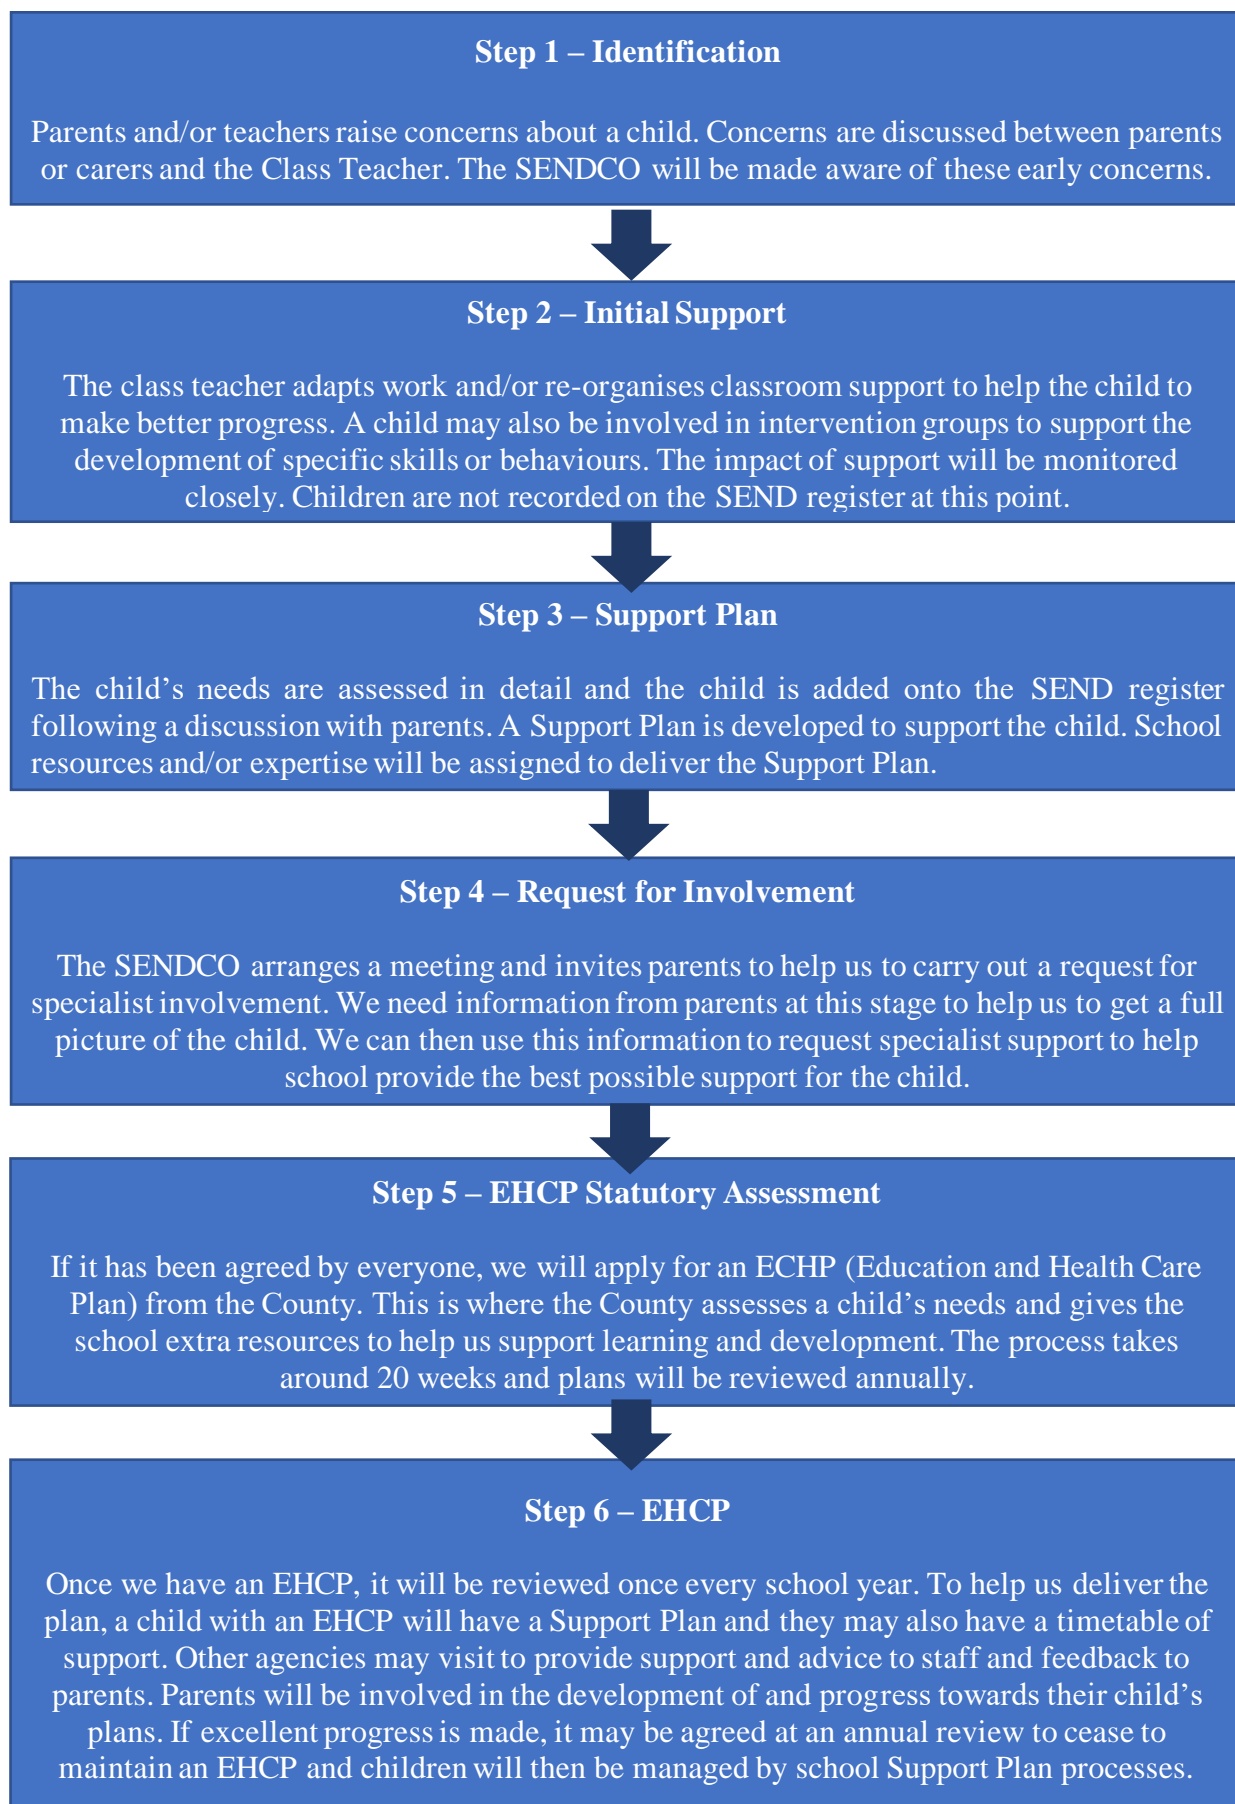 Step 1 – Identification
Parents and/or teachers raise concerns about a child. Concerns are discussed between parents
or carers and the Class Teacher. The SENDCO will be made aware of these early concerns.
Step 2 – Initial Support
The class teacher adapts work and/or re-organises classroom support to help the child to
make better progress. A child may also be involved in intervention groups to support the
development of specific skills or behaviours. The impact of support will be monitored
closely. Children are not recorded on the SEND register at this point.
Step 3 – Support Plan
The child’s needs are assessed in detail and the child is added onto the SEND register
following a discussion with parents. A Support Plan is developed to support the child. School
resources and/or expertise will be assigned to deliver the Support Plan.
Step 4 – Request for Involvement
The SENDCO arranges a meeting and invites parents to help us to carry out a request for
specialist involvement. We need information from parents at this stage to help us to get a full
picture of the child. We can then use this information to request specialist support to help
school provide the best possible support for the child.
Step 5 – EHCP Statutory Assessment
If it has been agreed by everyone, we will apply for an ECHP (Education and Health Care
Plan) from the County. This is where the County assesses a child’s needs and gives the
school extra resources to help us support learning and development. The process takes
around 20 weeks and plans will be reviewed annually.
Step 6 – EHCP
Once we have an EHCP, it will be reviewed once every school year. To help us deliver the
plan, a child with an EHCP will have a Support Plan and they may also have a timetable of
support. Other agencies may visit to provide support and advice to staff and feedback to
parents. Parents will be involved in the development of and progress towards their child’s
plans. If excellent progress is made, it may be agreed at an annual review to cease to
maintain an EHCP and children will then be managed by school Support Plan processes.